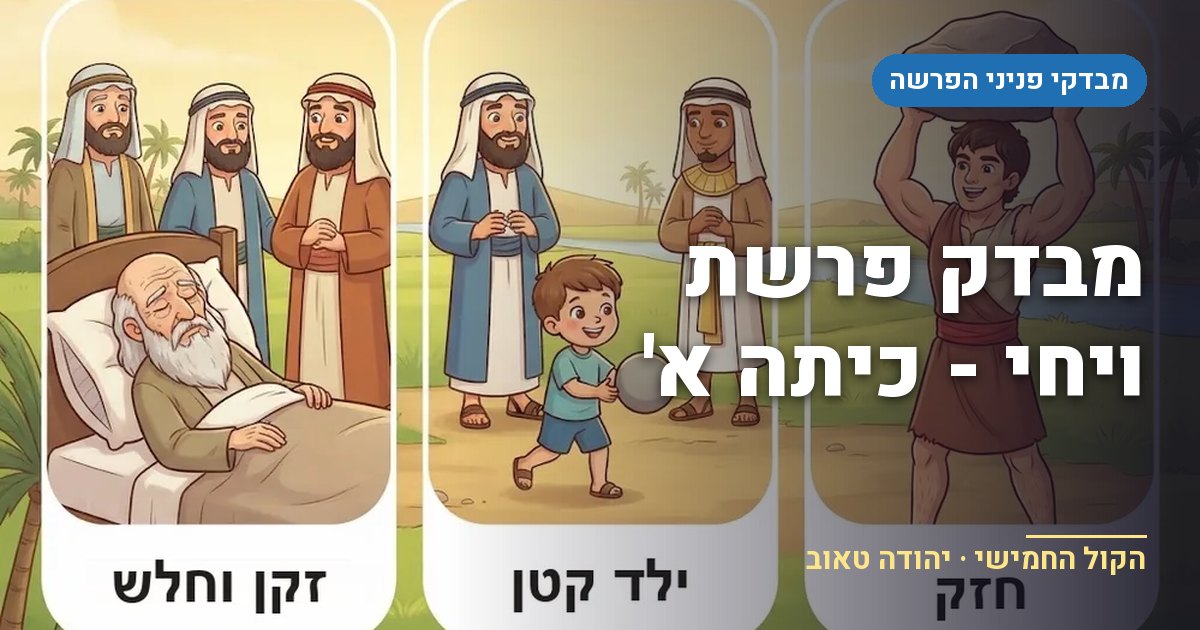 מבדקי פניני הפרשה
מבדק פרשת
ויחי - כיתה א'
הקול החמישי · יהודה טאוב
חזק
ילד קטן
זקן וחלש